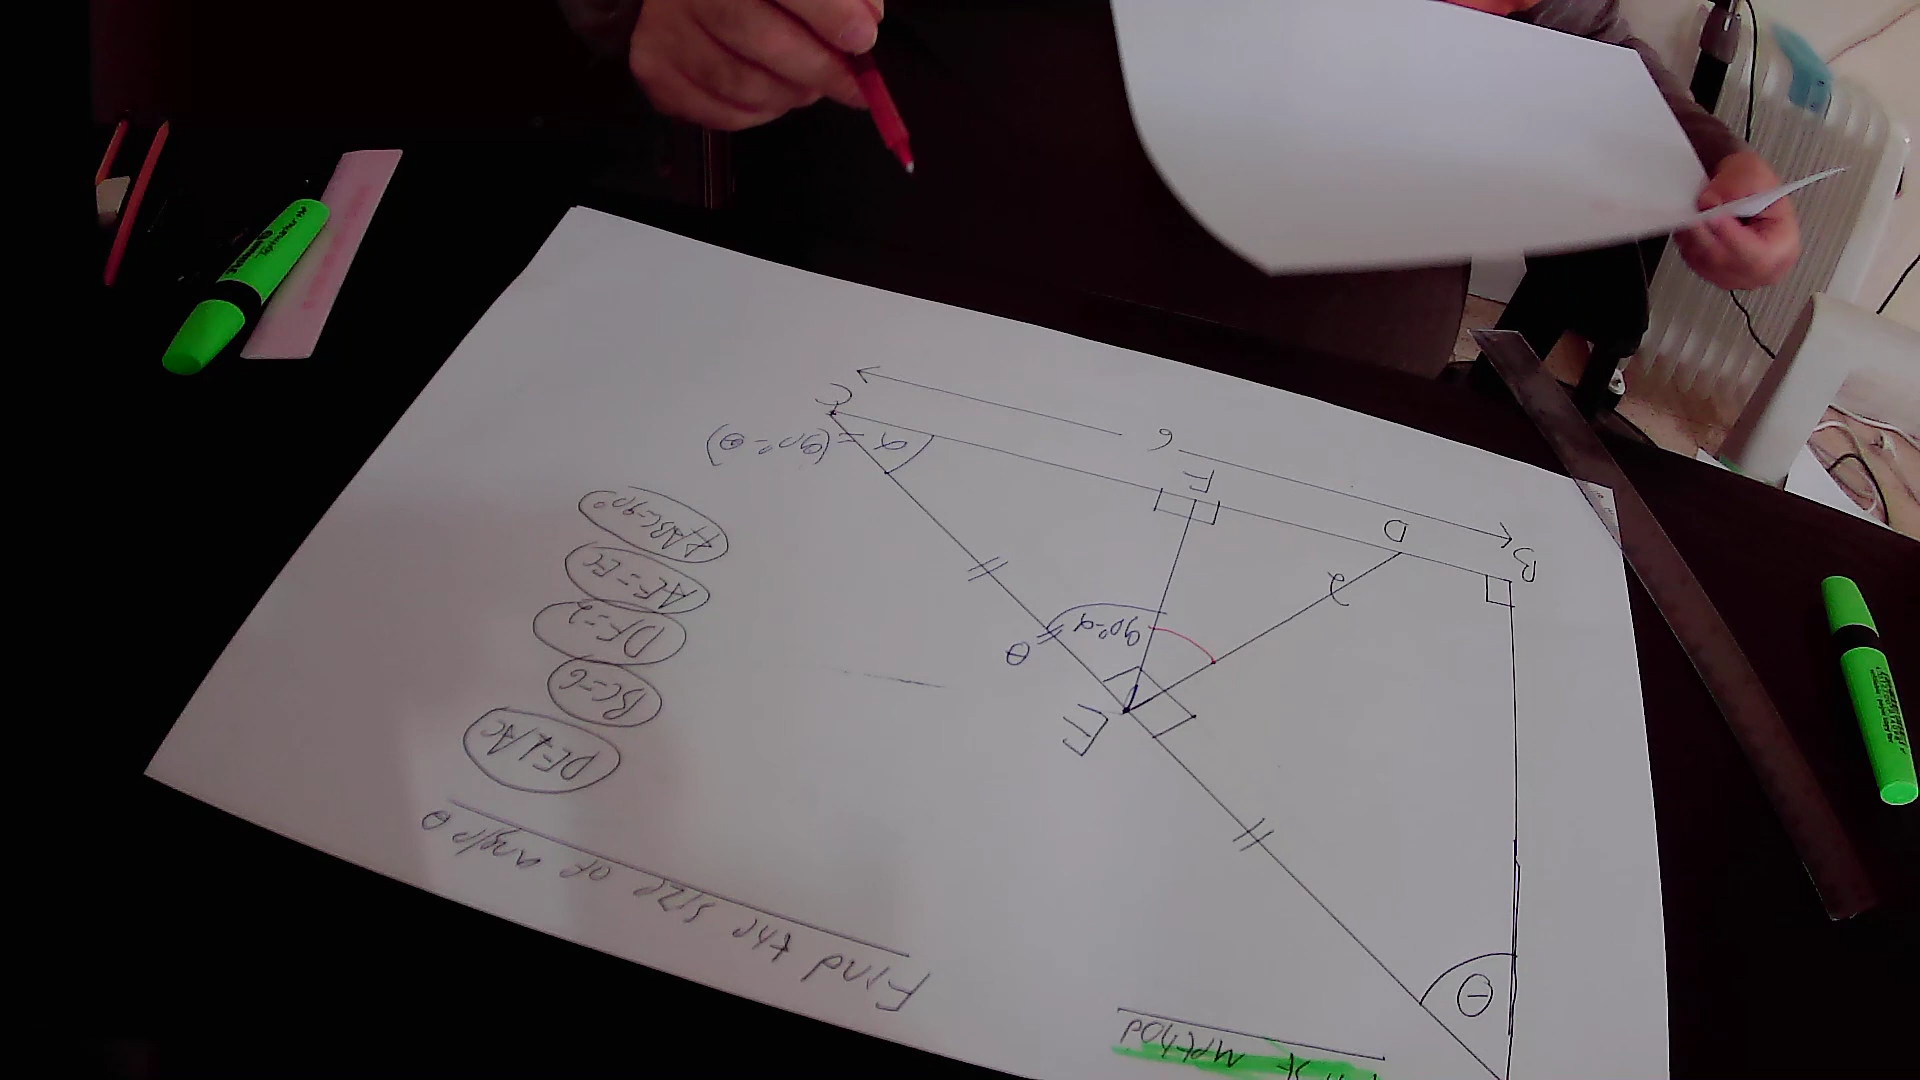 method
Find the size of angle θ
DE⊥AC
BC=6
DE=2
AE=EC
∡ABC=90°
θ
E
θ
90°-α
2
B
D
F
6
α = (90°-θ)
C